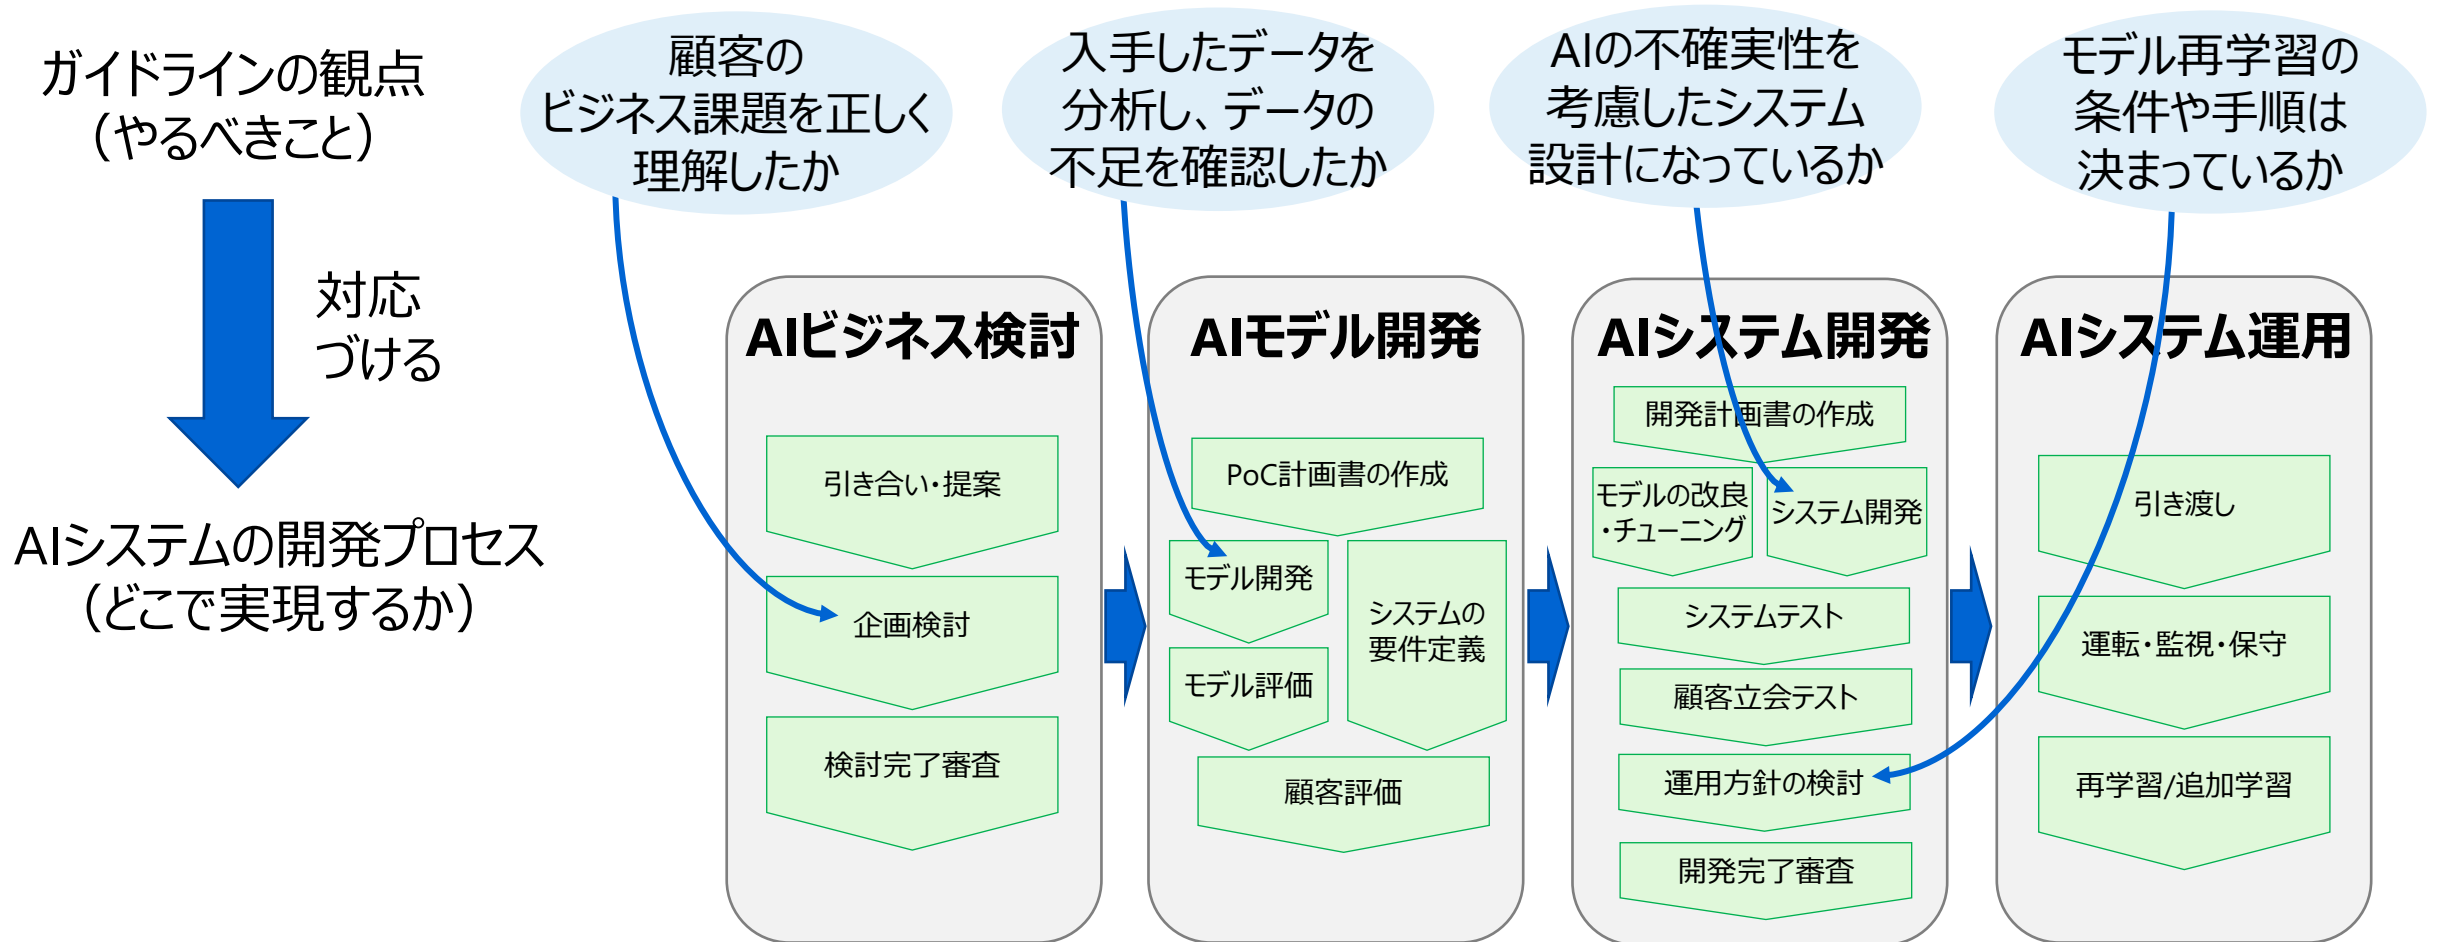 ガイドラインの観点
（やるべきこと）
対応
づける
AIシステムの開発プロセス
（どこで実現するか）
顧客の
ビジネス課題を正しく
理解したか
入手したデータを
分析し、データの
不足を確認したか
AIの不確実性を
考慮したシステム
設計になっているか
モデル再学習の
条件や手順は
決まっているか
AIビジネス検討
引き合い・提案
企画検討
検討完了審査
AIモデル開発
PoC計画書の作成
モデル開発
モデル評価
システムの
要件定義
顧客評価
AIシステム開発
開発計画書の作成
モデルの改良
・チューニング
システム開発
システムテスト
顧客立会テスト
運用方針の検討
開発完了審査
AIシステム運用
引き渡し
運転・監視・保守
再学習/追加学習